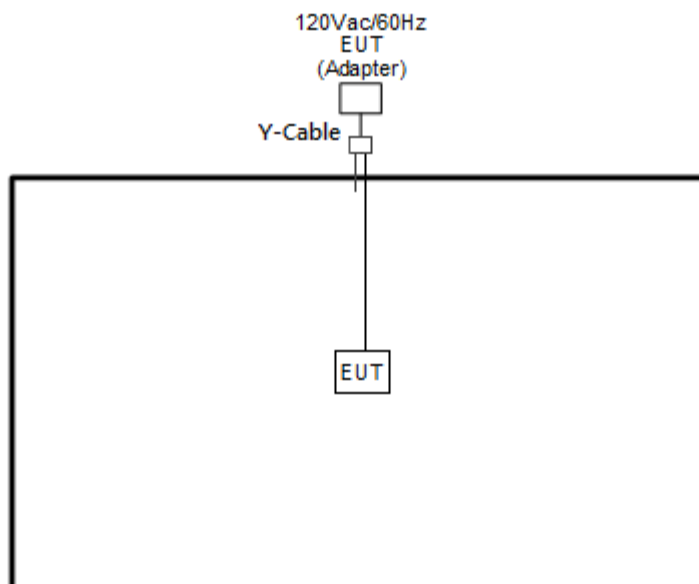 120Vac/60Hz
EUT
(Adapter)
Y-Cable
EUT